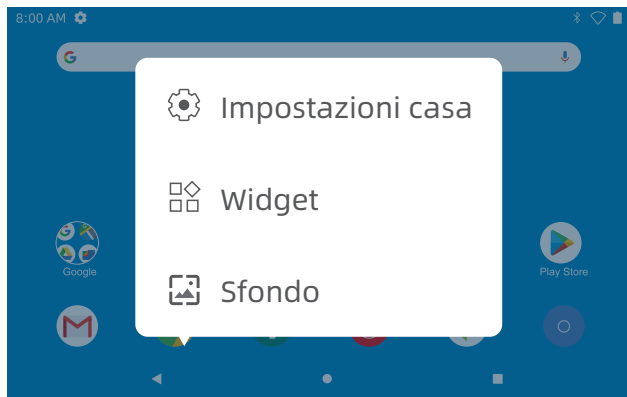 8:00 AM
Impostazioni casa
Widget
Sfondo
Google
Play Store